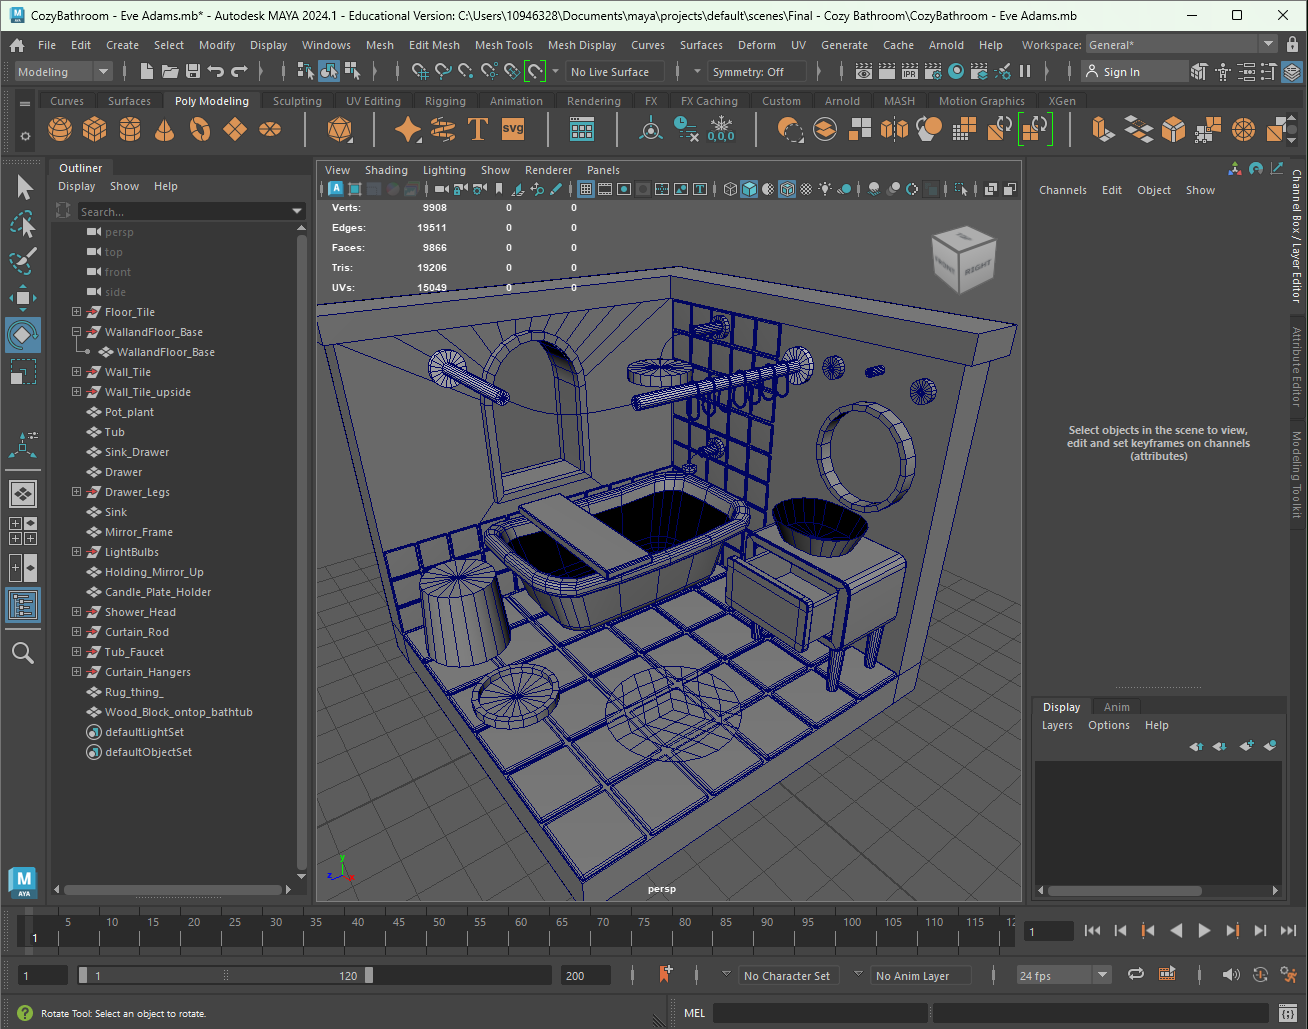 CozyBathroom - Eve Adams.mb* - Autodesk MAYA 2024.1 - Educational Version: C:\Users\10946328\Documents\maya\projects\default\scenes\Final - Cozy Bathroom\CozyBathroom - Eve Adams.mb
File Edit Create Select Modify Display Windows Mesh Edit Mesh Mesh Tools Mesh Display Curves Surfaces Deform UV Generate Cache Arnold Help Workspace: General*
Modeling No Live Surface Symmetry: Off IPR Sign In
Curves Surfaces Poly Modeling Sculpting UV Editing Rigging Animation Rendering FX FX Caching Custom Arnold MASH Motion Graphics XGen
SVG 0,0,0
Outliner
Display Show Help
Search...
persp
top
front
side
Floor_Tile
WallandFloor_Base
WallandFloor_Base
Wall_Tile
Wall_Tile_upside
Pot_plant
Tub
Sink_Drawer
Drawer
Drawer_Legs
Sink
Mirror_Frame
LightBulbs
Holding_Mirror_Up
Candle_Plate_Holder
Shower_Head
Curtain_Rod
Tub_Faucet
Curtain_Hangers
Rug_thing_
Wood_Block_ontop_bathtub
defaultLightSet
defaultObjectSet
M
AYA
View Shading Lighting Show Renderer Panels
Verts: 9908 0 0
Edges: 19511 0 0
Faces: 9866 0 0
Tris: 19206 0 0
UVs: 15049 0 0
FRONT RIGHT
y
z
persp
Channels Edit Object Show
Select objects in the scene to view,
edit and set keyframes on channels
(attributes)
Channel Box / Layer Editor
Attribute Editor
Modeling Toolkit
Display Anim
Layers Options Help
5 10 15 20 25 30 35 40 45 50 55 60 65 70 75 80 85 90 95 100 105 110 115 12
1
1
1 1 120 200 No Character Set No Anim Layer 24 fps
Rotate Tool: Select an object to rotate.
MEL